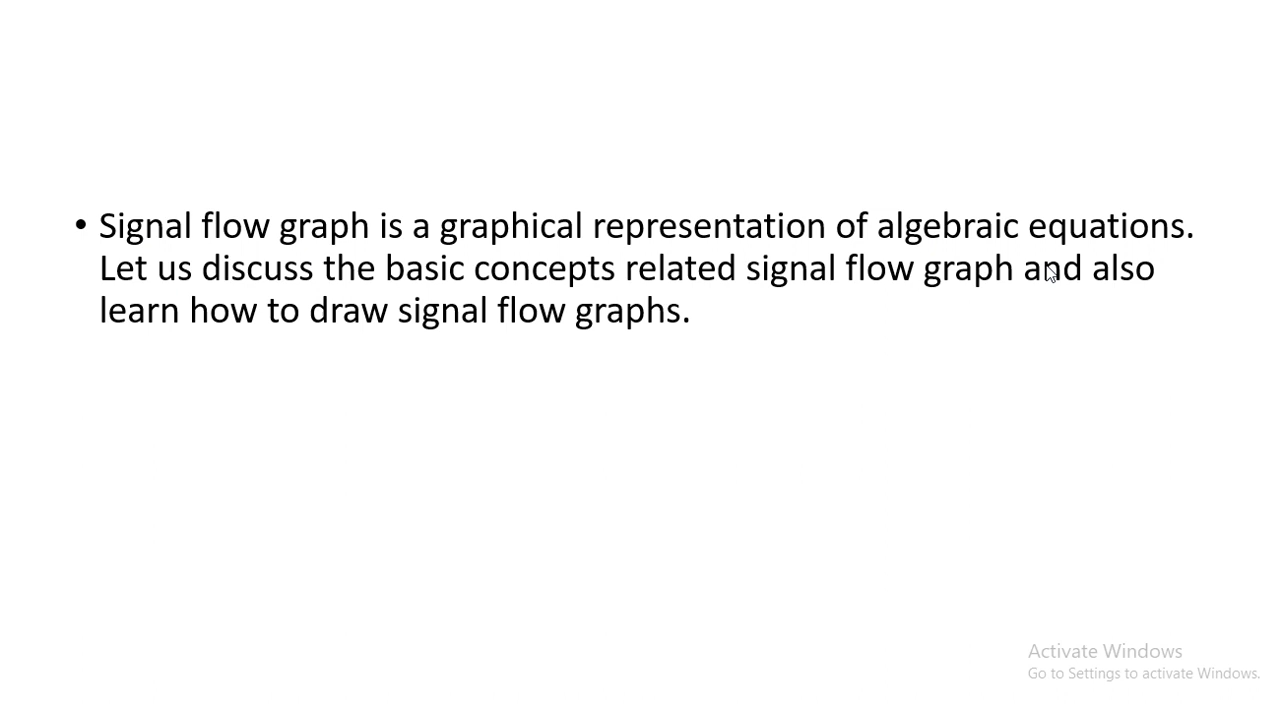 • Signal flow graph is a graphical representation of algebraic equations.
Let us discuss the basic concepts related signal flow graph and also
learn how to draw signal flow graphs.
Activate Windows
Go to Settings to activate Windows.